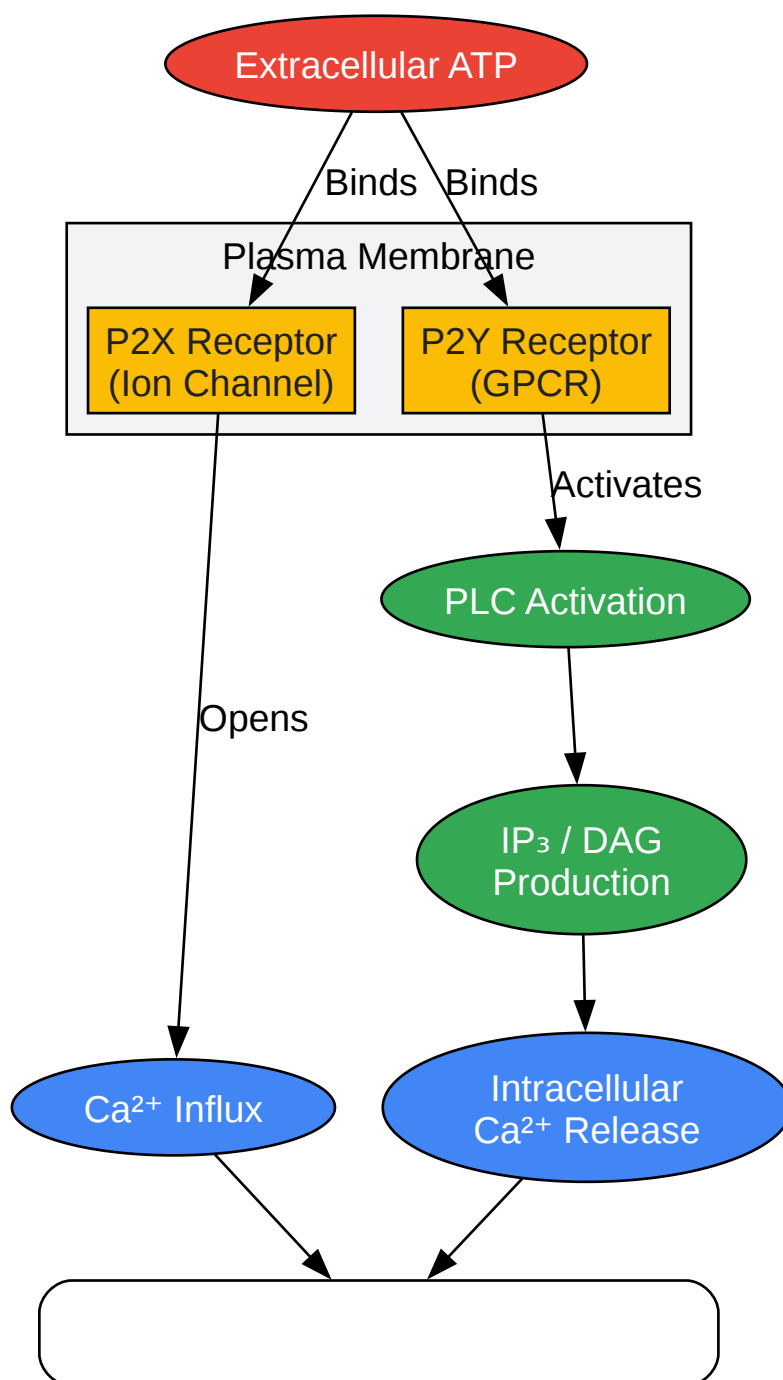 Extracellular ATP
Binds
Binds
Plasma Membrane
P2X Receptor
(Ion Channel)
P2Y Receptor
(GPCR)
Activates
PLC Activation
Opens
IP₃ / DAG
Production
Ca²⁺ Influx
Intracellular
Ca²⁺ Release